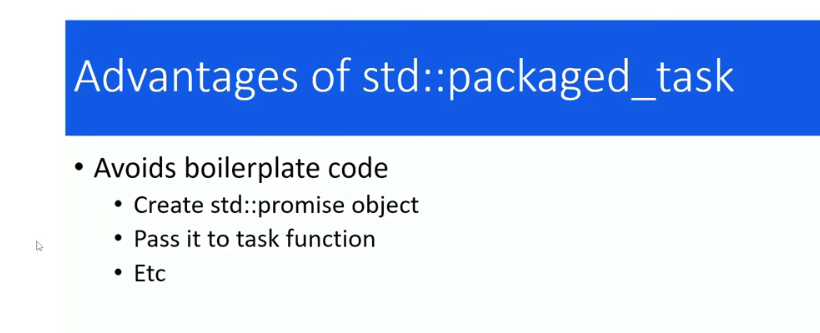 Advantages of std::packaged_task
• Avoids boilerplate code
• Create std::promise object
• Pass it to task function
• Etc